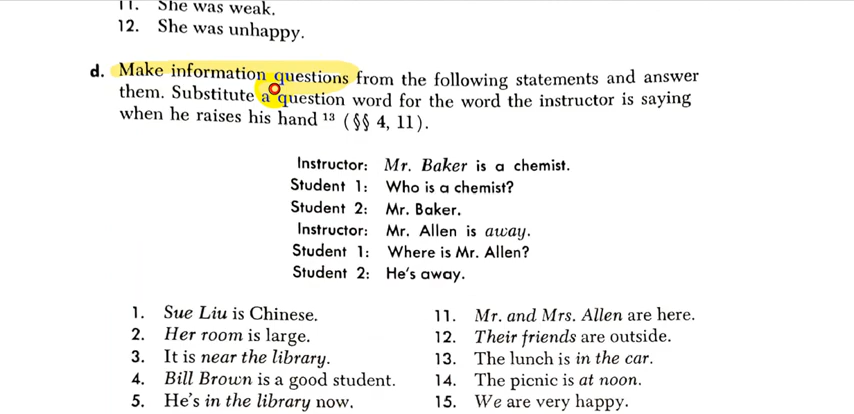 11. She was weak.
12. She was unhappy.
d. Make information questions from the following statements and answer
them. Substitute a question word for the word the instructor is saying
when he raises his hand 13 (§§ 4, 11).
Instructor: Mr. Baker is a chemist.
Student 1: Who is a chemist?
Student 2: Mr. Baker.
Instructor: Mr. Allen is away.
Student 1: Where is Mr. Allen?
Student 2: He's away.
1. Sue Liu is Chinese.
2. Her room is large.
3. It is near the library.
4. Bill Brown is a good student.
5. He's in the library now.
11. Mr. and Mrs. Allen are here.
12. Their friends are outside.
13. The lunch is in the car.
14. The picnic is at noon.
15. We are very happy.